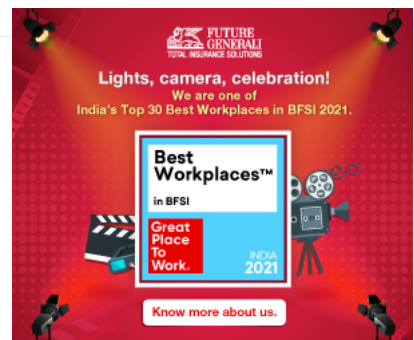 FUTURE
GENERALI
TOTAL INSURANCE SOLUTIONS
Lights, camera, celebration!
We are one of
India's Top 30 Best Workplaces in BFSI 2021.
Best
Workplaces™
in BFSI
Great
Place
To
Work.
INDIA
2021
Know more about us.